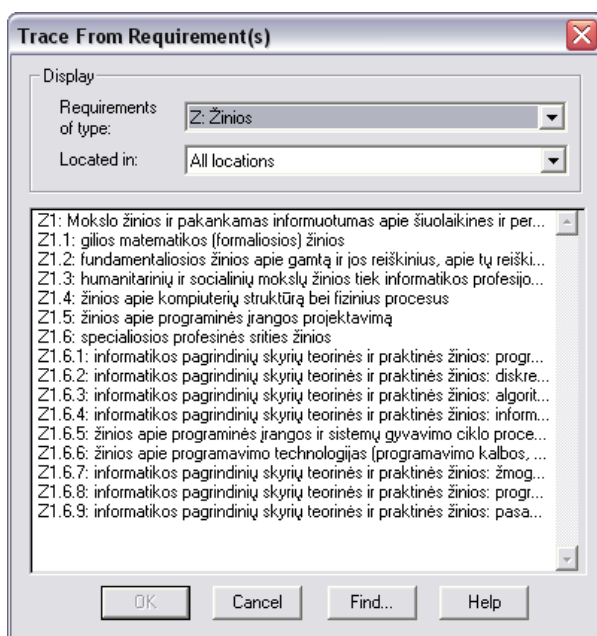 Trace From Requirement(s)
Display
Requirements
of type:
Z: Žinios
Located in:
All locations
Z1: Mokslo žinios ir pakankamas informuotumas apie šiuolaikines ir per...
Z1.1: gilios matematikos (formaliosios) žinios
Z1.2: fundamentaliosios žinios apie gamtą ir jos reiškinius, apie tų reiški...
Z1.3: humanitarinių ir socialinių mokslų žinios tiek informatikos profesijo...
Z1.4: žinios apie kompiuterių struktūrą bei fizinius procesus
Z1.5: žinios apie programinės įrangos projektavimą
Z1.6: specialiosios profesinės srities žinios
Z1.6.1: informatikos pagrindinių skyrių teorinės ir praktinės žinios: progr...
Z1.6.2: informatikos pagrindinių skyrių teorinės ir praktinės žinios: diskre...
Z1.6.3: informatikos pagrindinių skyrių teorinės ir praktinės žinios: algorit...
Z1.6.4: informatikos pagrindinių skyrių teorinės ir praktinės žinios: inform...
Z1.6.5: žinios apie programinės įrangos ir sistemų gyvavimo ciklo proce...
Z1.6.6: žinios apie programavimo technologijas (programavimo kalbos, ...
Z1.6.7: informatikos pagrindinių skyrių teorinės ir praktinės žinios: žmog...
Z1.6.8: informatikos pagrindinių skyrių teorinės ir praktinės žinios: progr...
Z1.6.9: informatikos pagrindinių skyrių teorinės ir praktinės žinios: pasa...
OK Cancel Find... Help